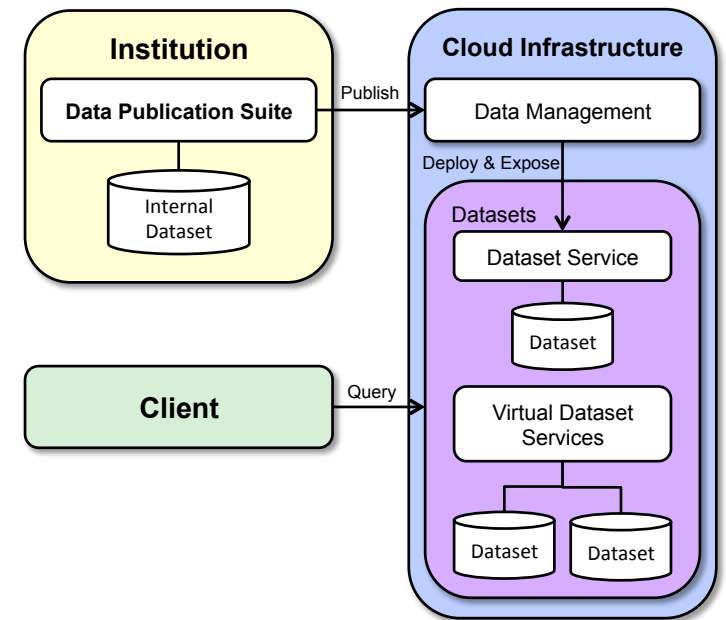 Institution
Data Publication Suite
Internal
Dataset
Publish
Cloud Infrastructure
Data Management
Deploy & Expose
Datasets
Dataset Service
Dataset
Client
Query
Virtual Dataset
Services
Dataset
Dataset